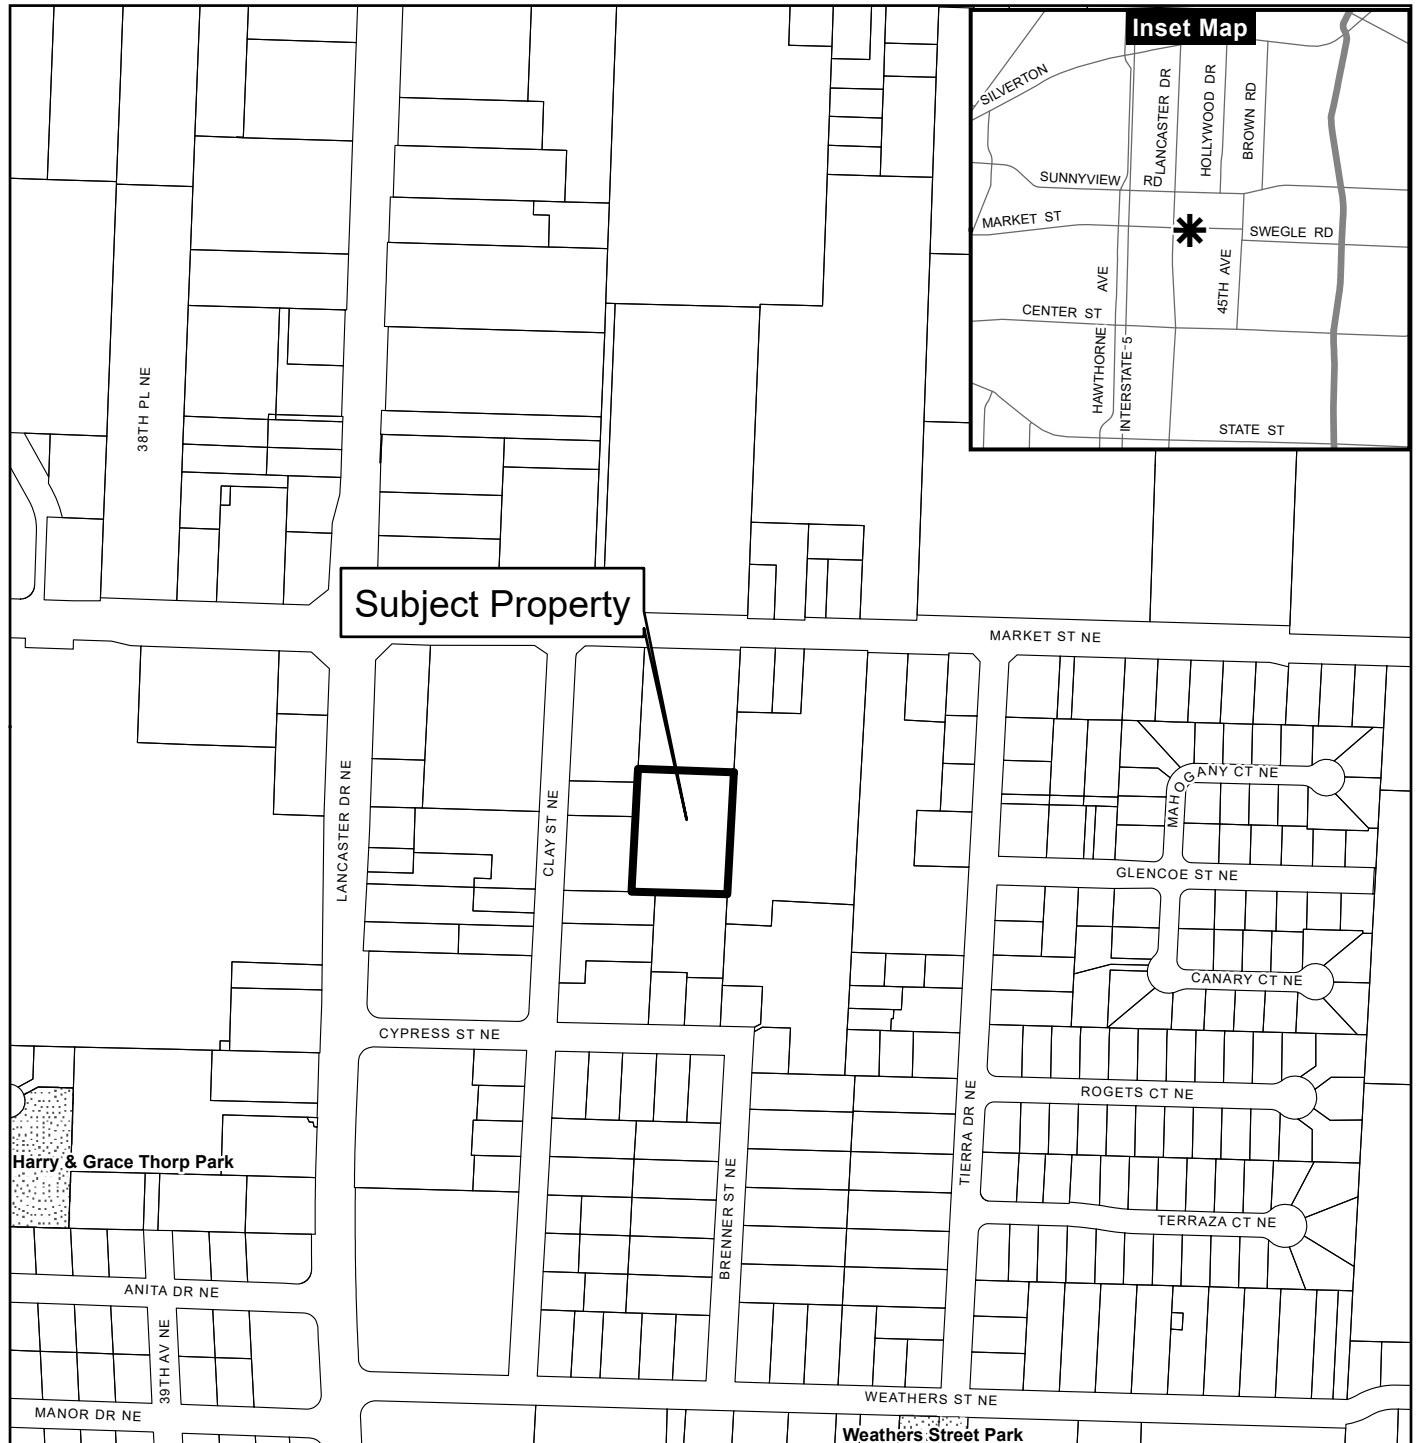 Inset Map
SILVERTON
LANCASTER DR
HOLLYWOOD DR
BROWN RD
SUNNYVIEW RD
MARKET ST
SWEGLE RD
HAWTHORNE AVE
45TH AVE
CENTER ST
INTERSTATE-5
STATE ST
38TH PL NE
Subject Property
MARKET ST NE
LANCASTER DR NE
CLAY ST NE
MAHOGANY CT NE
GLENCOE ST NE
CANARY CT NE
CYPRESS ST NE
ROGETS CT NE
TIERRA DR NE
Harry & Grace Thorp Park
BRENNER ST NE
TERRAZA CT NE
ANITA DR NE
39TH AV NE
WEATHERS ST NE
MANOR DR NE
Weathers Street Park